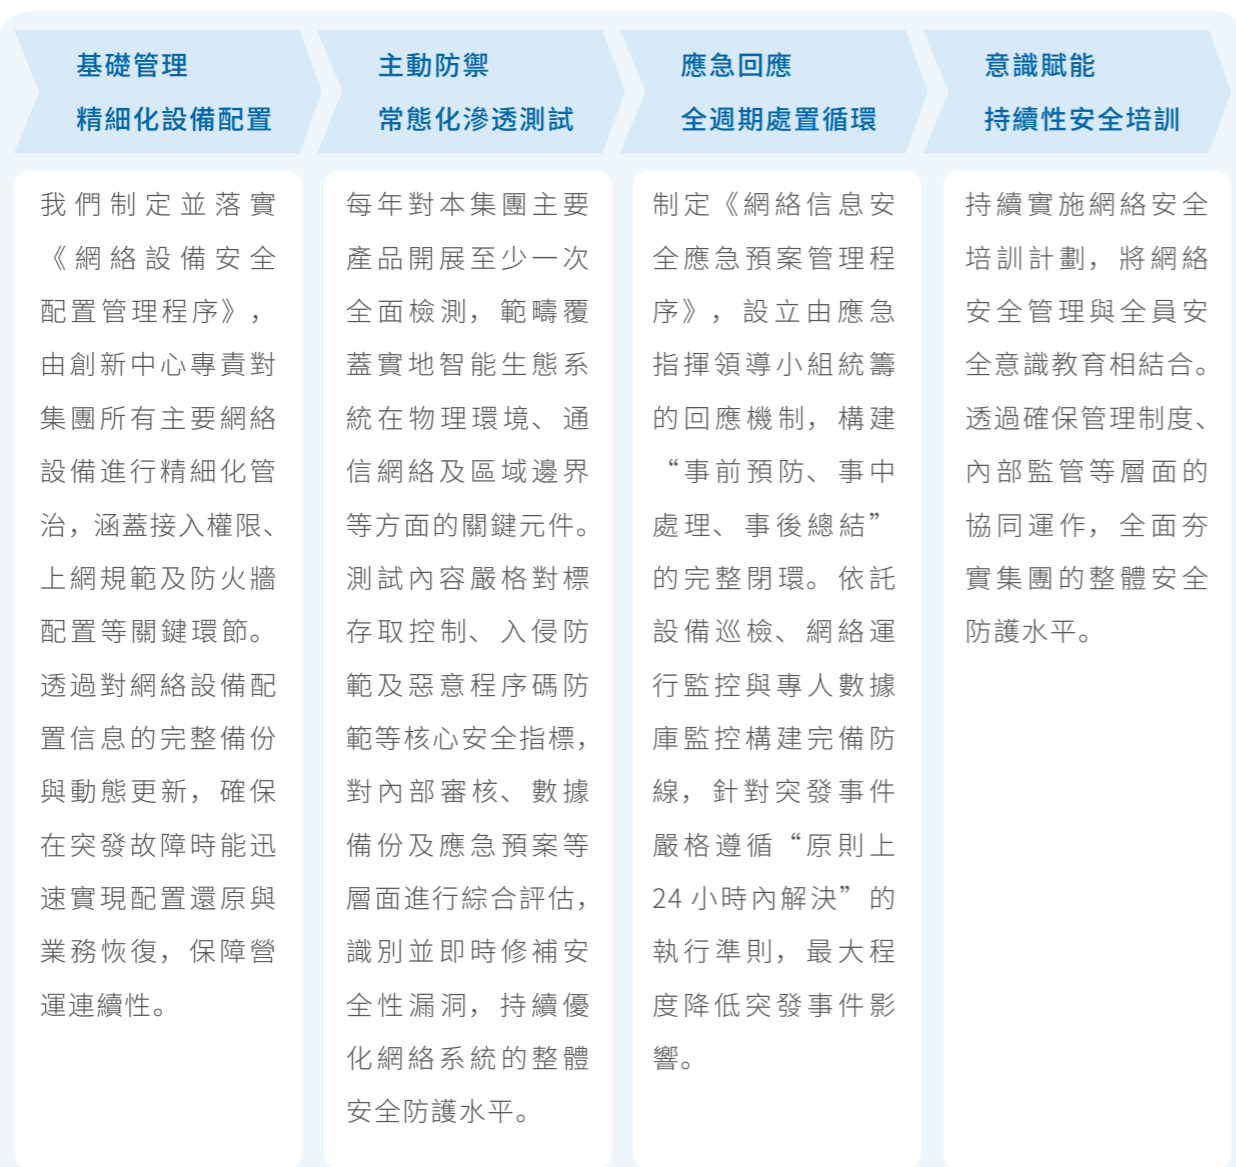 基礎管理
精細化設備配置
我們制定並落實
《網絡設備安全
配置管理程序》，
由創新中心專責對
集團所有主要網絡
設備進行精細化管
治，涵蓋接入權限、
上網規範及防火牆
配置等關鍵環節。
透過對網絡設備配
置信息的完整備份
與動態更新，確保
在突發故障時能迅
速實現配置還原與
業務恢復，保障營
運連續性。
主動防禦
常態化滲透測試
每年對本集團主要
產品開展至少一次
全面檢測，範疇覆
蓋實地智能生態系
統在物理環境、通
信網絡及區域邊界
等方面的關鍵元件。
測試內容嚴格對標
存取控制、入侵防
範及惡意程序碼防
範等核心安全指標，
對內部審核、數據
備份及應急預案等
層面進行綜合評估，
識別並即時修補安
全性漏洞，持續優
化網絡系統的整體
安全防護水平。
應急回應
全週期處置循環
制定《網絡信息安
全應急預案管理程
序》，設立由應急
指揮領導小組統籌
的回應機制，構建
“事前預防、事中
處理、事後總結”
的完整閉環。依託
設備巡檢、網絡運
行監控與專人數據
庫監控構建完備防
線，針對突發事件
嚴格遵循“原則上
24 小時內解決”的
執行準則，最大程
度降低突發事件影
響。
意識賦能
持續性安全培訓
持續實施網絡安全
培訓計劃，將網絡
安全管理與全員安
全意識教育相結合。
透過確保管理制度、
內部監管等層面的
協同運作，全面夯
實集團的整體安全
防護水平。